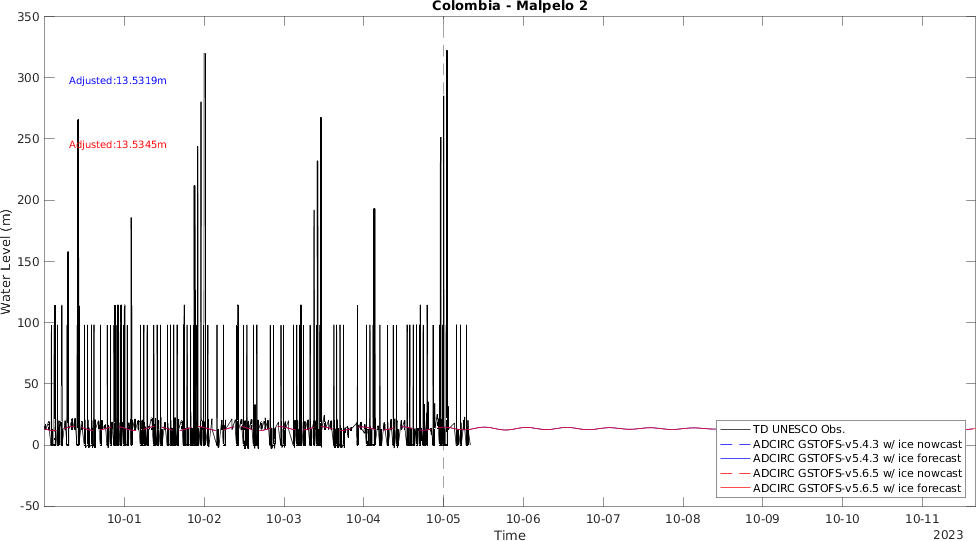 Colombia - Malpelo 2
350
300
250
200
150
100
50
0
-50
Water Level (m)
Adjusted:13.5319m
Adjusted:13.5345m
TD UNESCO Obs.
ADCIRC GSTOFS-v5.4.3 w/ ice nowcast
ADCIRC GSTOFS-v5.4.3 w/ ice forecast
ADCIRC GSTOFS-v5.6.5 w/ ice nowcast
ADCIRC GSTOFS-v5.6.5 w/ ice forecast
10-01 10-02 10-03 10-04 10-05 10-06 10-07 10-08 10-09 10-10 10-11
Time
2023